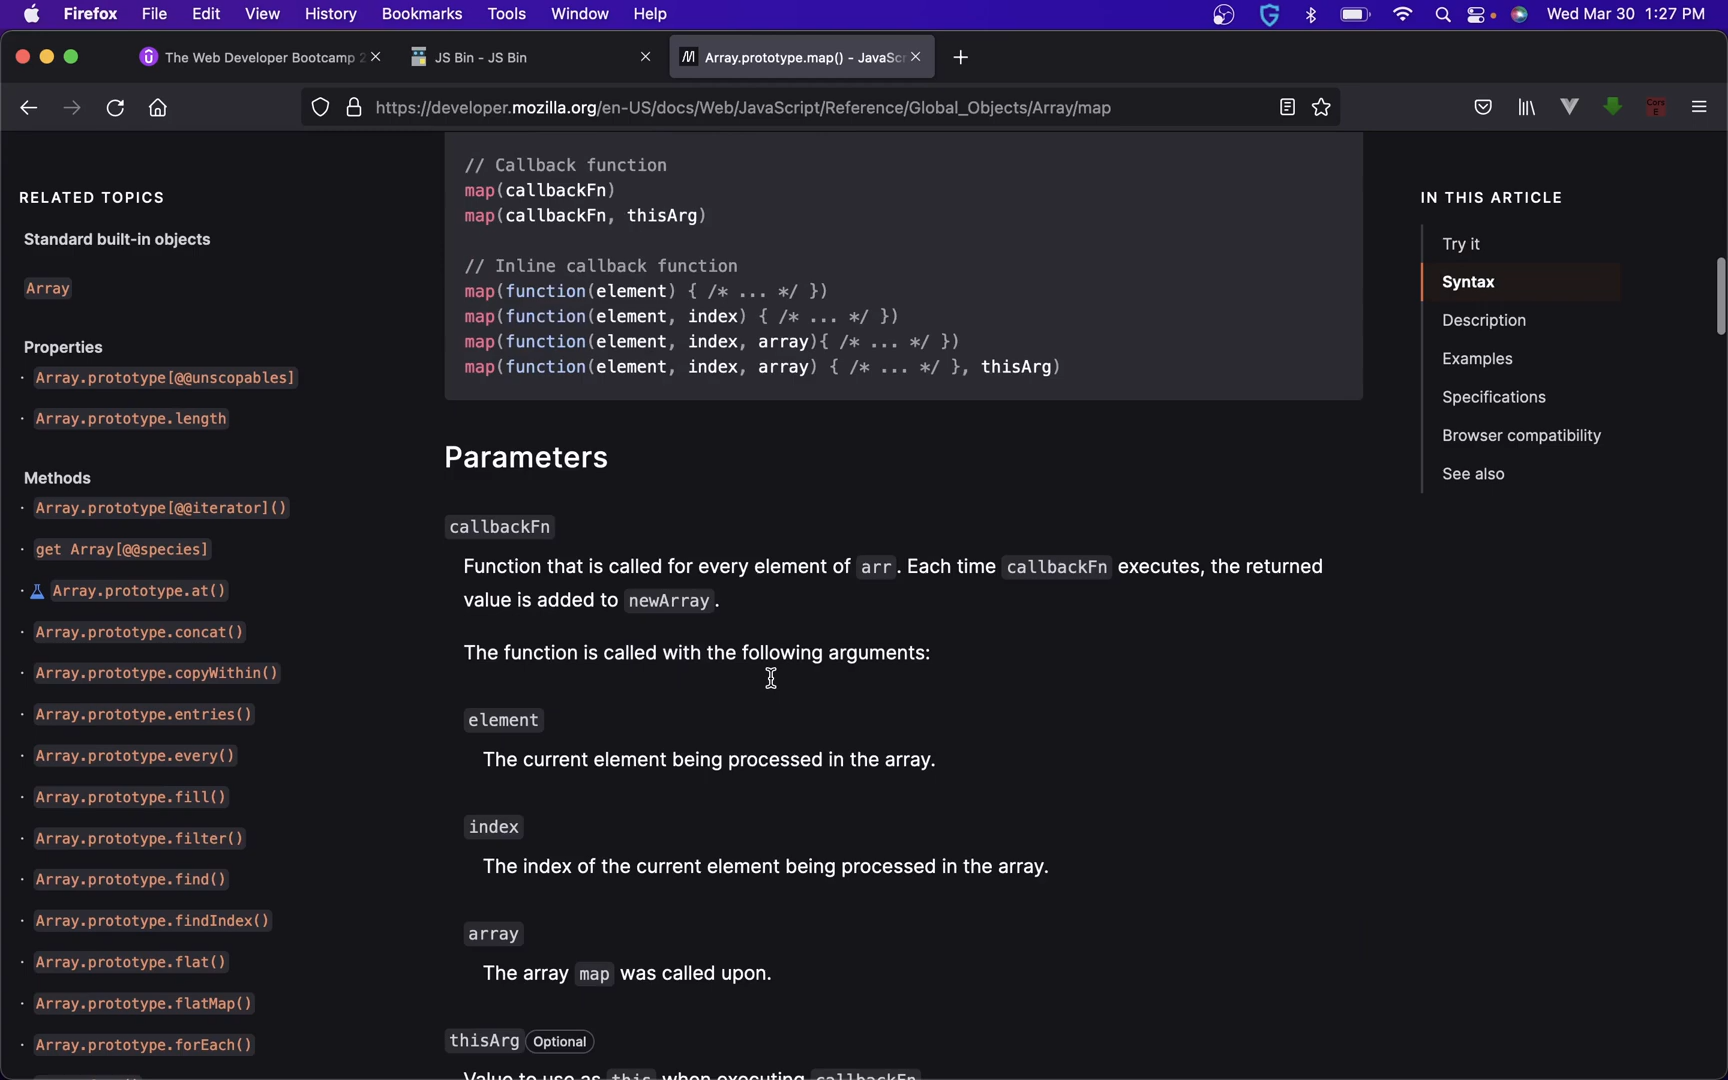 Firefox File Edit View History Bookmarks Tools Window Help Wed Mar 30 1:27 PM
The Web Developer Bootcamp 2 JS Bin - JS Bin Array.prototype.map() - JavaScr
https://developer.mozilla.org/en-US/docs/Web/JavaScript/Reference/Global_Objects/Array/map
RELATED TOPICS
Standard built-in objects
Array
Properties
· Array.prototype[@@unscopables]
· Array.prototype.length
Methods
· Array.prototype[@@iterator]()
· get Array[@@species]
· Array.prototype.at()
· Array.prototype.concat()
· Array.prototype.copyWithin()
· Array.prototype.entries()
· Array.prototype.every()
· Array.prototype.fill()
· Array.prototype.filter()
· Array.prototype.find()
· Array.prototype.findIndex()
· Array.prototype.flat()
· Array.prototype.flatMap()
· Array.prototype.forEach()
// Callback function
map(callbackFn)
map(callbackFn, thisArg)
// Inline callback function
map(function(element) { /* ... */ })
map(function(element, index) { /* ... */ })
map(function(element, index, array){ /* ... */ })
map(function(element, index, array) { /* ... */ }, thisArg)
Parameters
callbackFn
Function that is called for every element of arr. Each time callbackFn executes, the returned
value is added to newArray.
The function is called with the following arguments:
element
The current element being processed in the array.
index
The index of the current element being processed in the array.
array
The array map was called upon.
thisArg Optional
Value to use as this when executing callbackFn
IN THIS ARTICLE
Try it
Syntax
Description
Examples
Specifications
Browser compatibility
See also